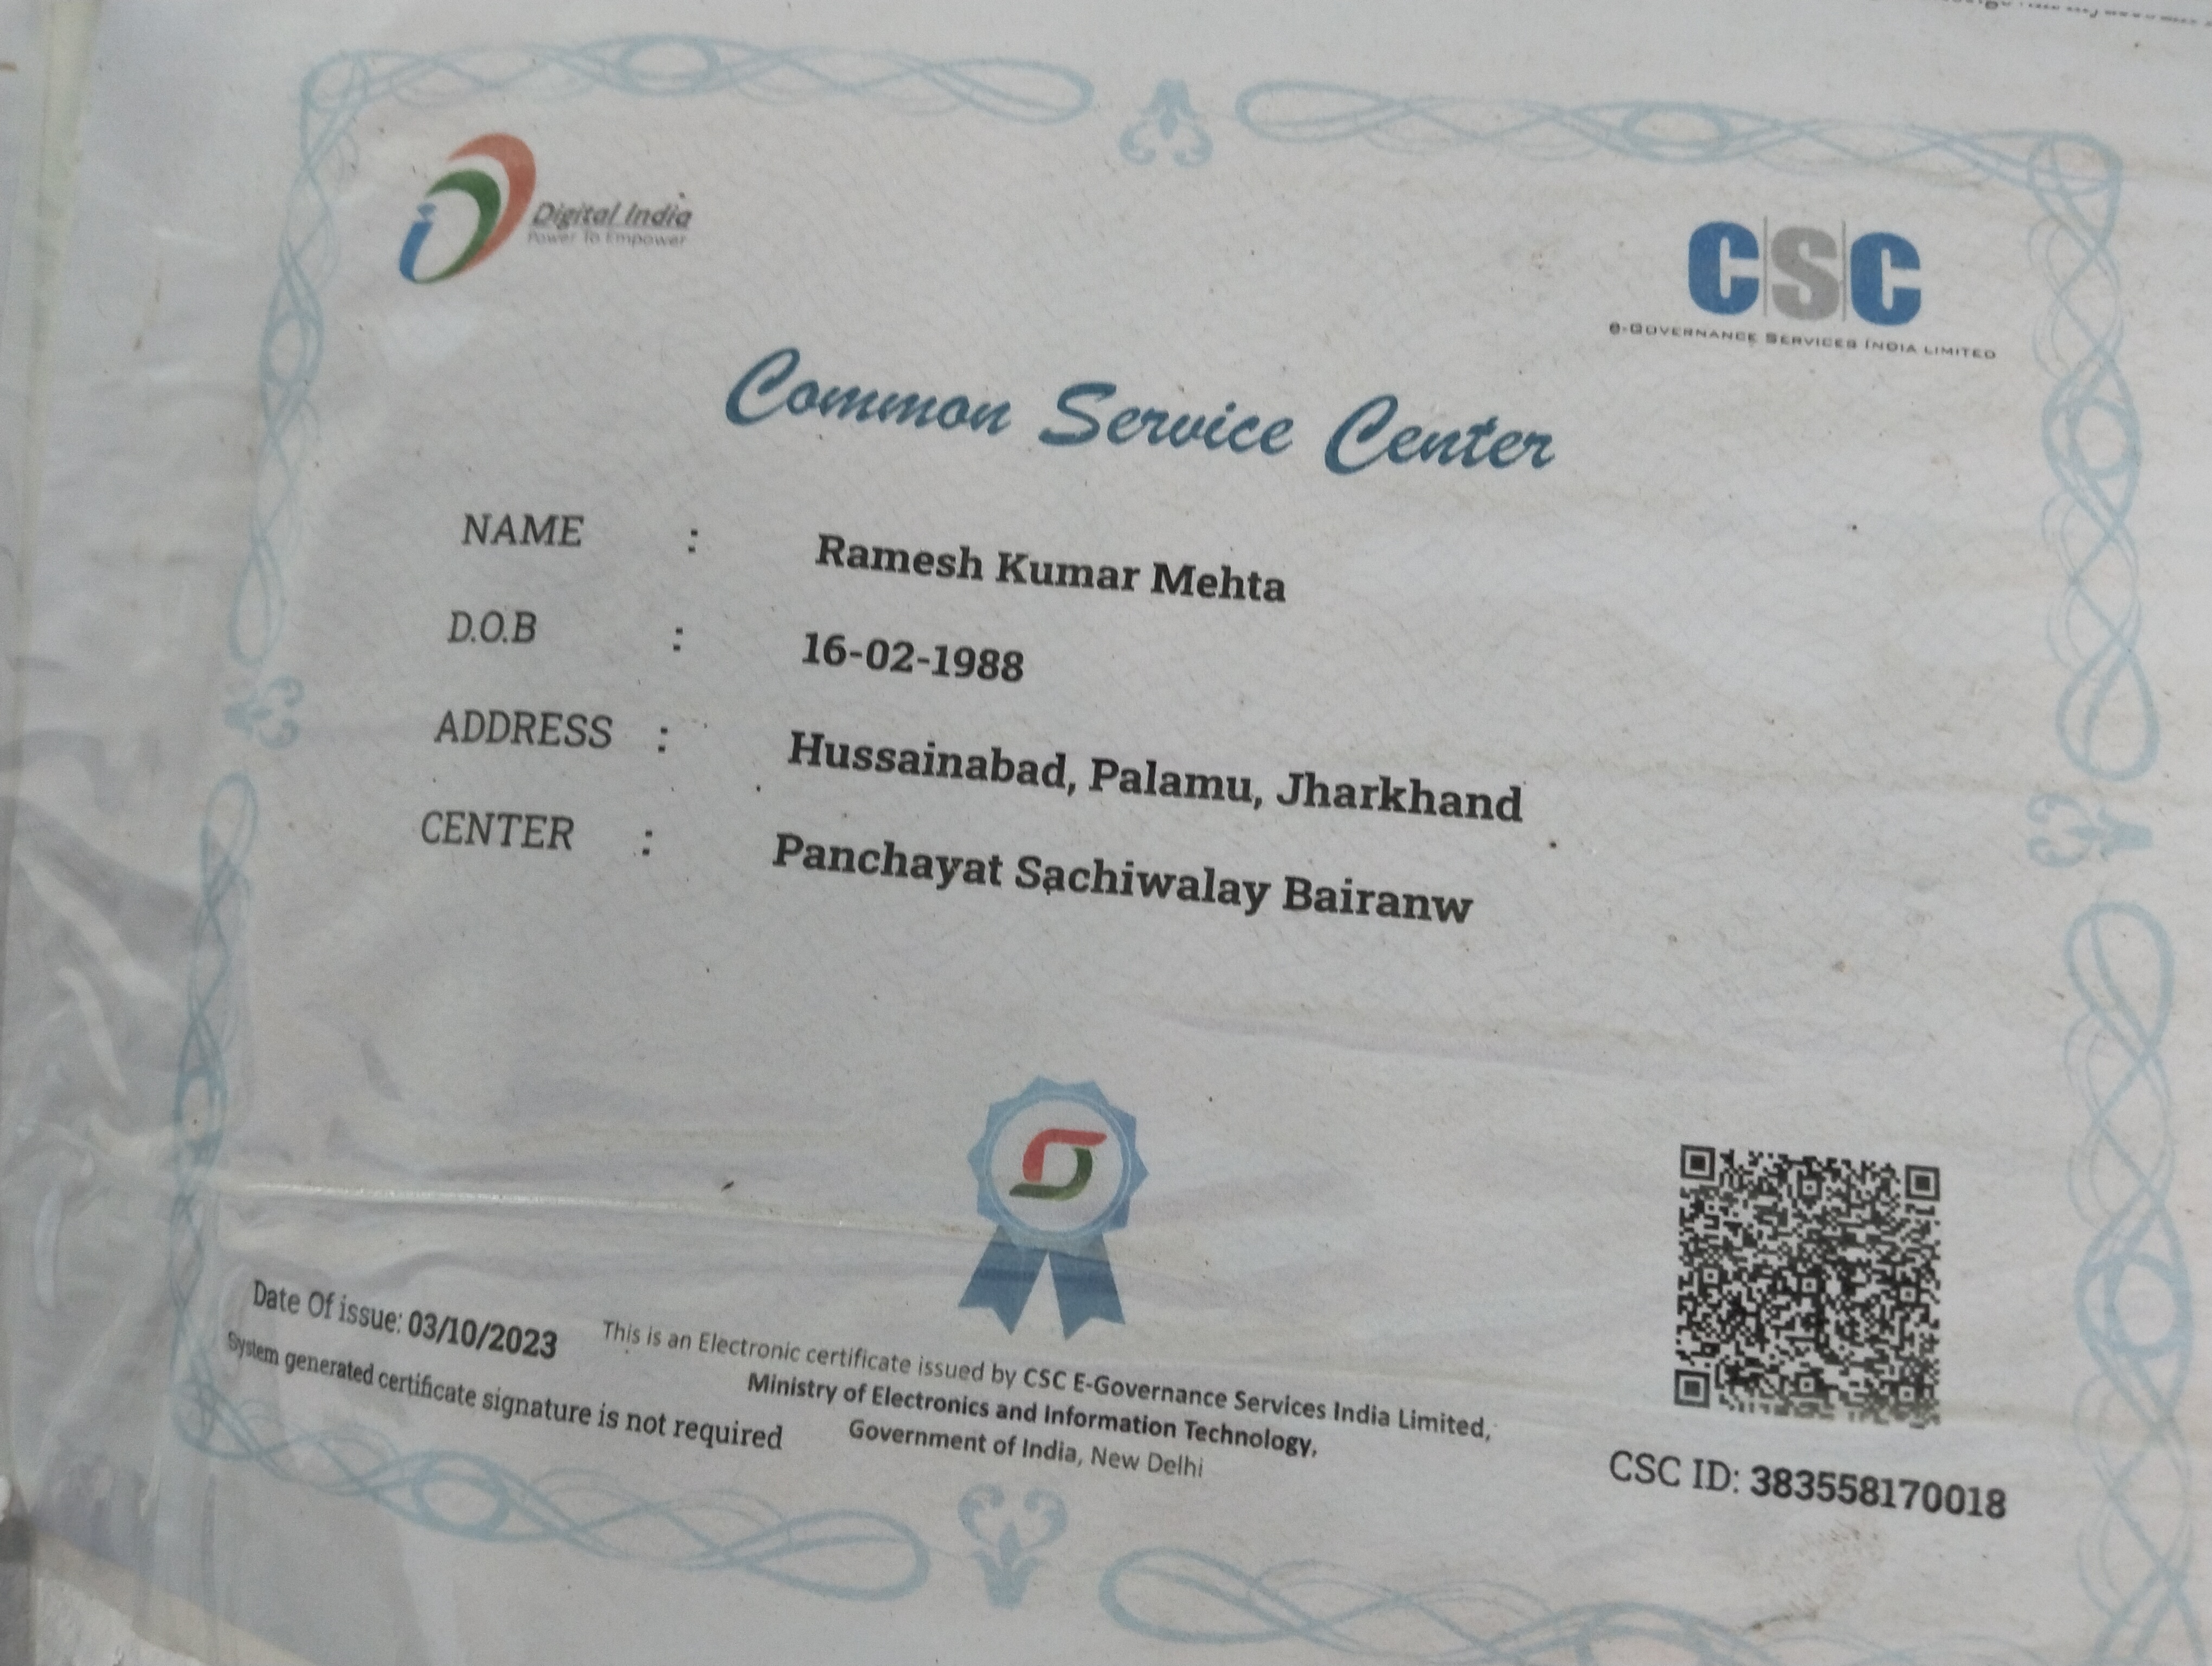 Digital India
Power To Empower
CSC
e-Governance Services India Limited
Common Service Center
NAME : Ramesh Kumar Mehta
D.O.B : 16-02-1988
ADDRESS : Hussainabad, Palamu, Jharkhand
CENTER : Panchayat Sachiwalay Bairanw
Date Of issue: 03/10/2023
System generated certificate signature is not required
This is an Electronic certificate issued by CSC E-Governance Services India Limited,
Ministry of Electronics and Information Technology,
Government of India, New Delhi
CSC ID: 383558170018